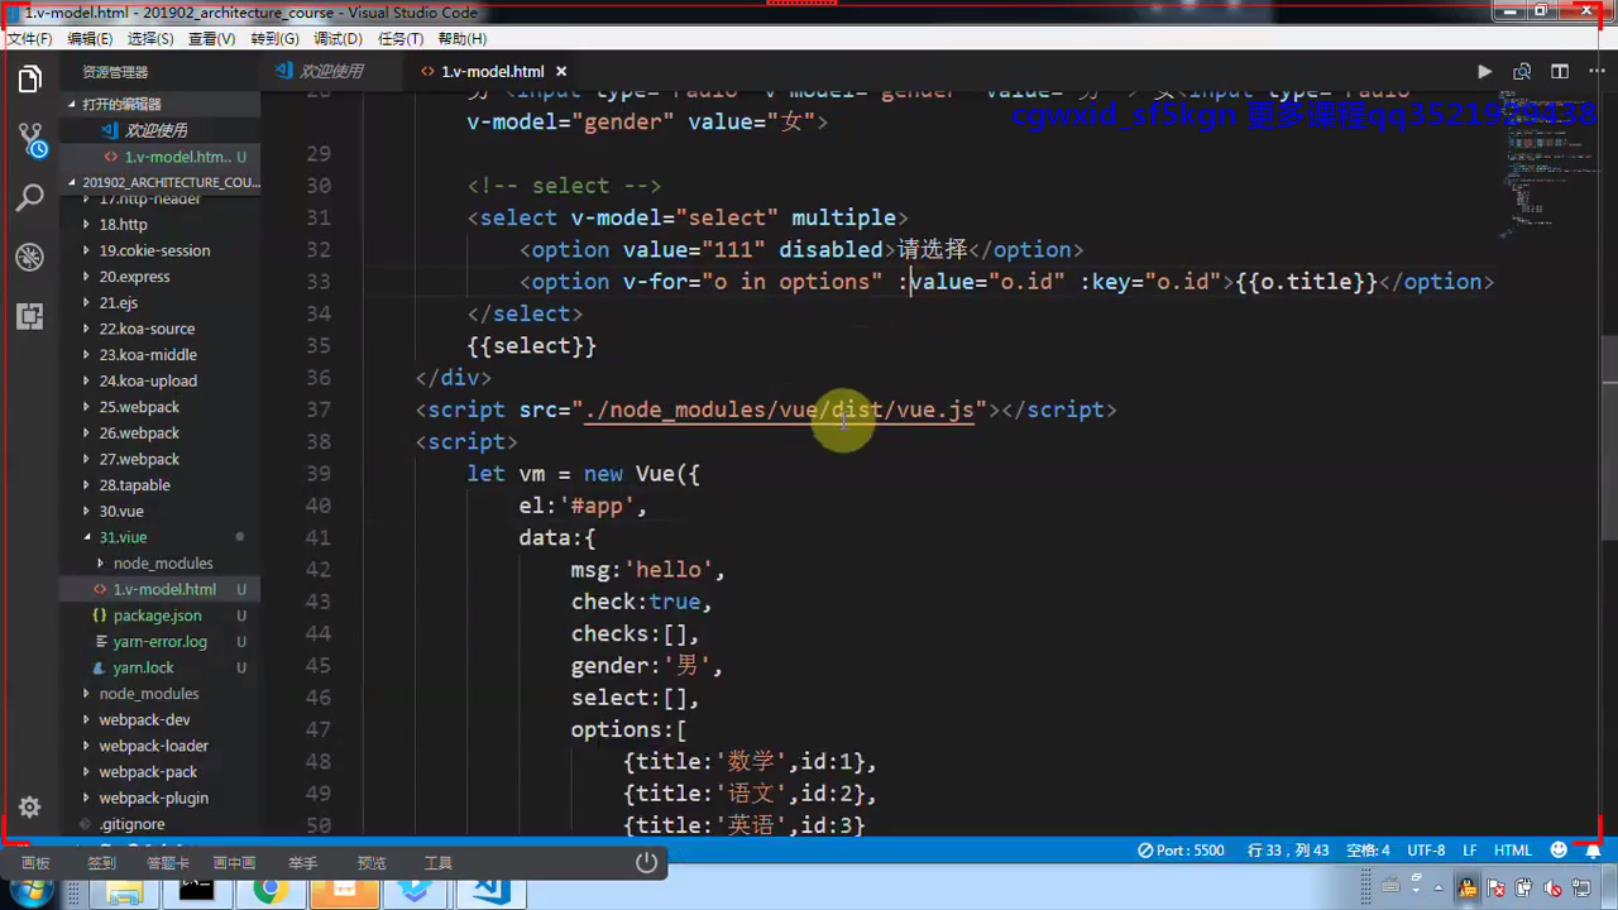 1.v-model.html - 201902_architecture_course - Visual Studio Code
文件(F) 编辑(E) 选择(S) 查看(V) 转到(G) 调试(D) 任务(T) 帮助(H)
资源管理器
欢迎使用
1.v-model.html
打开的编辑器
欢迎使用
1.v-model.htm.. U
201902_ARCHITECTURE_COU...
17.http-header
18.http
19.cokie-session
20.express
21.ejs
22.koa-source
23.koa-middle
24.koa-upload
25.webpack
26.webpack
27.webpack
28.tapable
30.vue
31.viue
node_modules
1.v-model.html U
package.json U
yarn-error.log U
yarn.lock U
node_modules
webpack-dev
webpack-loader
webpack-pack
webpack-plugin
.gitignore
cgwxid_sf5kgn 更多课程qq3521929438
v-model="gender" value="女">
29
30 <!-- select -->
31 <select v-model="select" multiple>
32 <option value="111" disabled>请选择</option>
33 <option v-for="o in options" :value="o.id" :key="o.id">{{o.title}}</option>
34 </select>
35 {{select}}
36 </div>
37 <script src="./node_modules/vue/dist/vue.js"></script>
38 <script>
39 let vm = new Vue({
40 el:'#app',
41 data:{
42 msg:'hello',
43 check:true,
44 checks:[],
45 gender:'男',
46 select:[],
47 options:[
48 {title:'数学',id:1},
49 {title:'语文',id:2},
50 {title:'英语',id:3}
Port : 5500 行 33，列 43 空格: 4 UTF-8 LF HTML
画板 签到 答题卡 画中画 举手 预览 工具